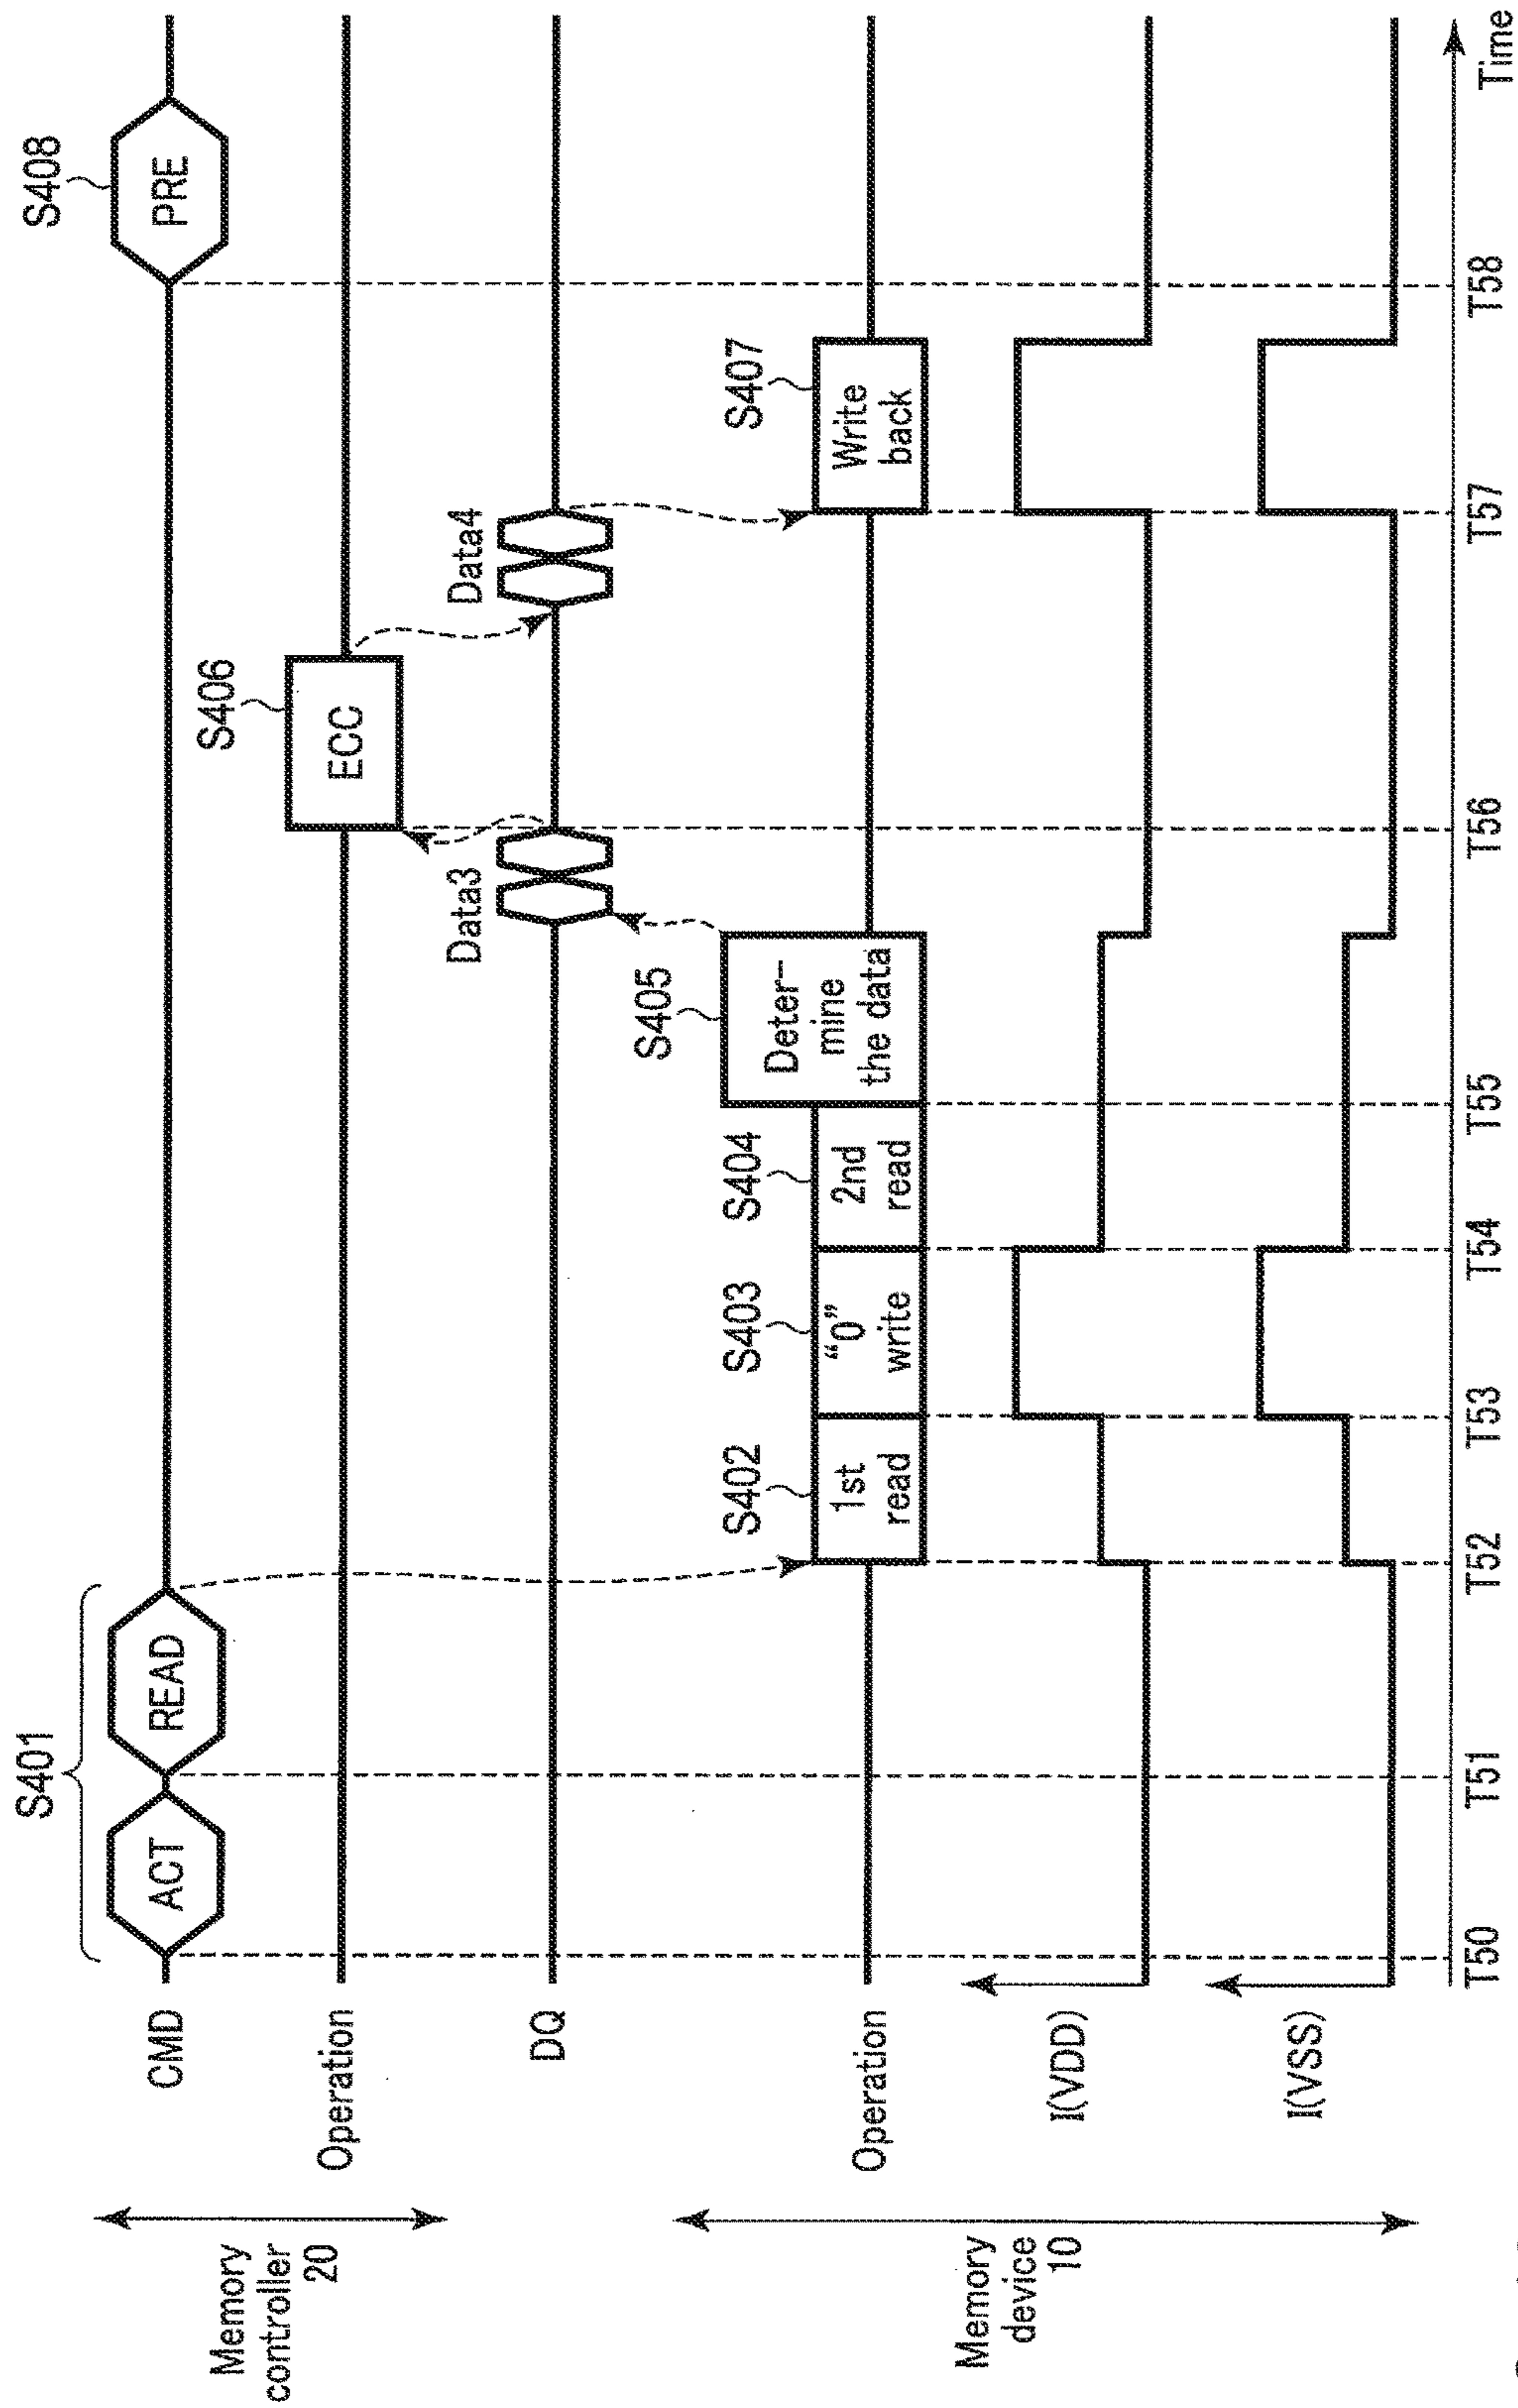 S401
S408
CMD
ACT
READ
PRE
Memory
controller
20
S406
Operation
ECC
Data3
Data4
DQ
S402
S403
S404
S405
S407
Operation
1st
read
“0”
write
2nd
read
Deter–
mine
the data
Write
back
Memory
device
10
I(VDD)
I(VSS)
T50
T51
T52
T53
T54
T55
T56
T57
T58
Time